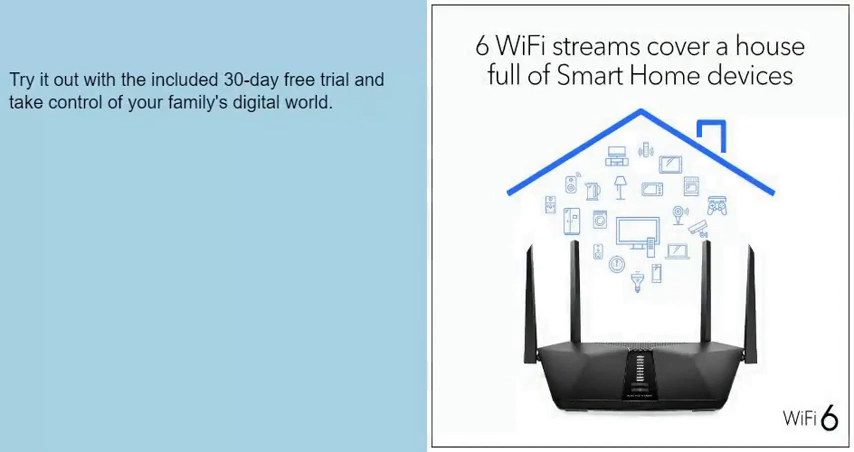 Try it out with the included 30-day free trial and
take control of your family's digital world.
6 WiFi streams cover a house
full of Smart Home devices
WiFi 6